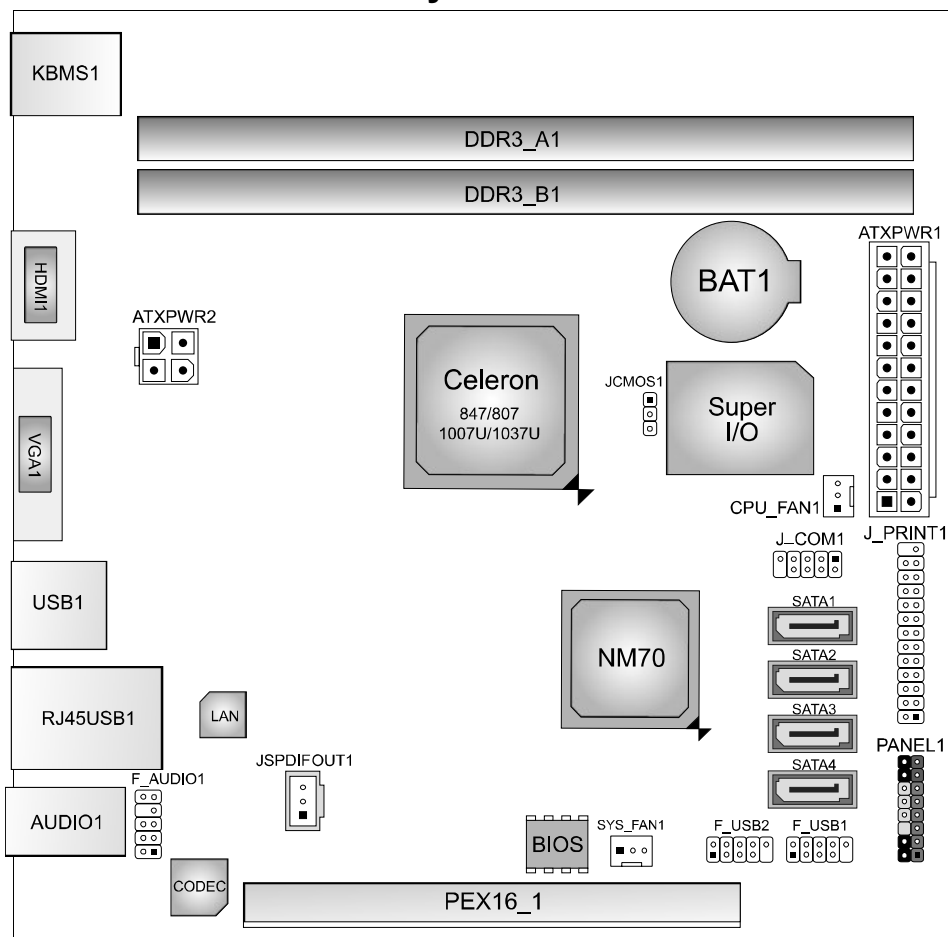 KBMS1
DDR3_A1
DDR3_B1
ATXPWR1
BAT1
HDMI1
ATXPWR2
Celeron
847/807
1007U/1037U
JCMOS1
Super
I/O
VGA1
CPU_FAN1
J_COM1
J_PRINT1
USB1
SATA1
NM70
SATA2
RJ45USB1
LAN
SATA3
PANEL1
JSPDIFOUT1
SATA4
F_AUDIO1
AUDIO1
BIOS
SYS_FAN1
F_USB2
F_USB1
CODEC
PEX16_1